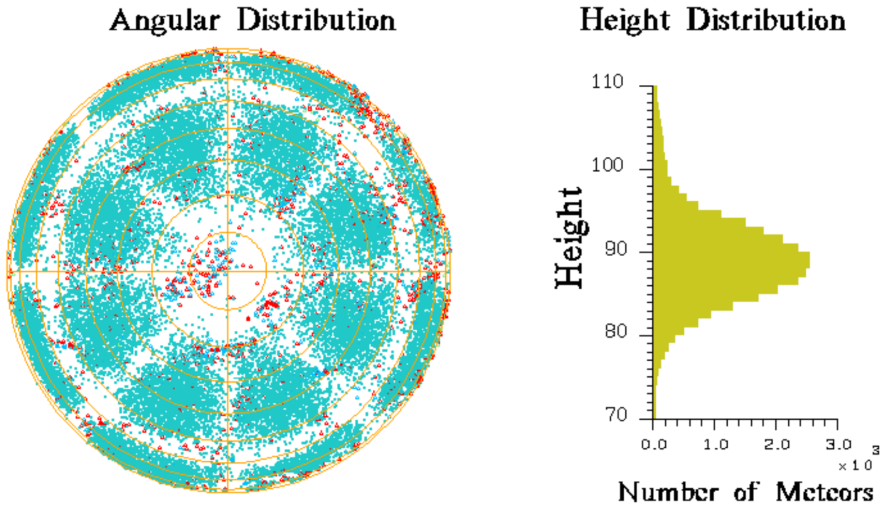 Angular Distribution
Height Distribution
110
100
90
80
70
Height
0.0 1.0 2.0 3.0
×10 3
Number of Meteors